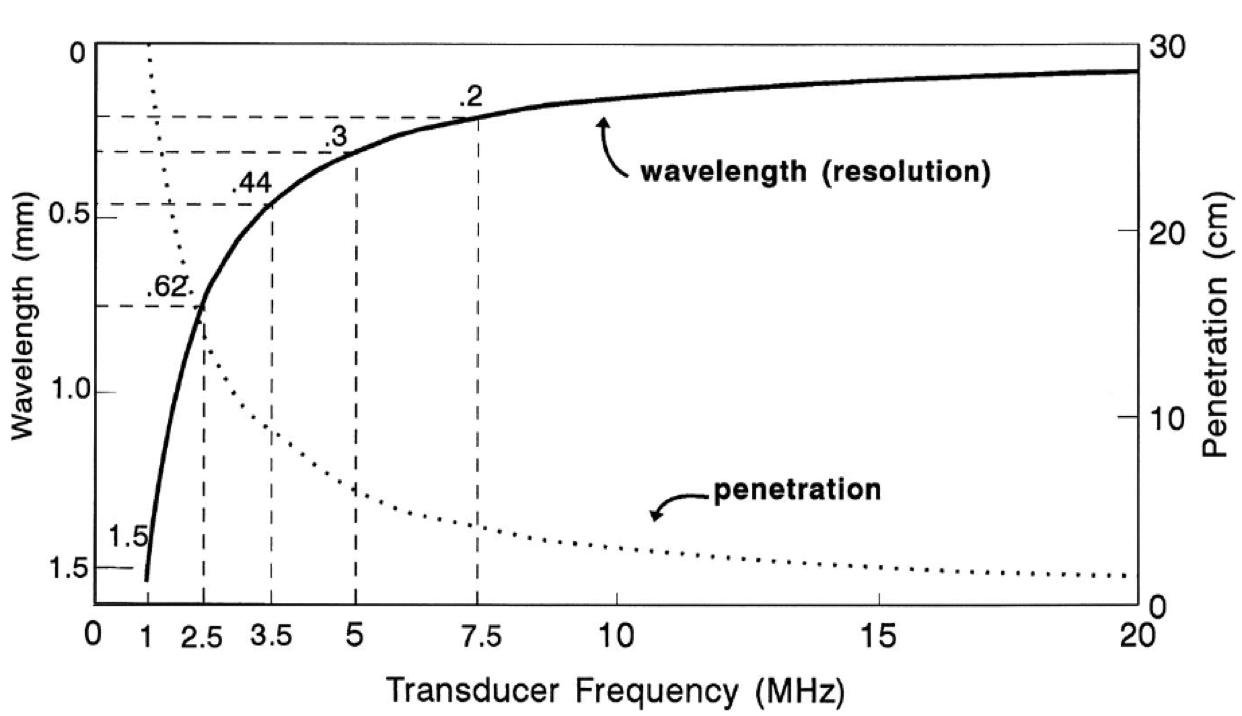 0
30
.2
.3
wavelength (resolution)
.44
0.5
20
.62
Wavelength (mm)
Penetration (cm)
1.0
10
penetration
1.5
1.5
0
0 1 2.5 3.5 5 7.5 10 15 20
Transducer Frequency (MHz)